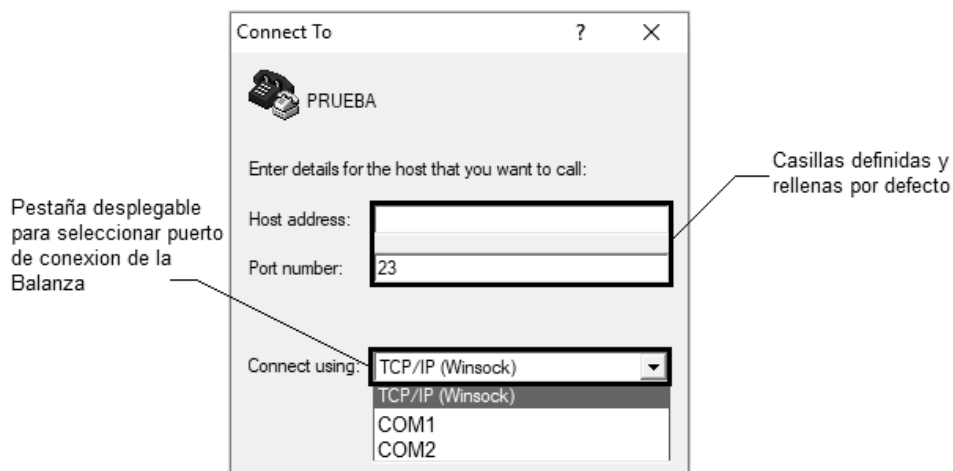 Connect To
?
PRUEBA
Enter details for the host that you want to call:
Casillas definidas y
rellenas por defecto
Pestaña desplegable
para seleccionar puerto
de conexion de la
Balanza
Host address:
Port number: 23
Connect using: TCP/IP (Winsock)
TCP/IP (Winsock)
COM1
COM2